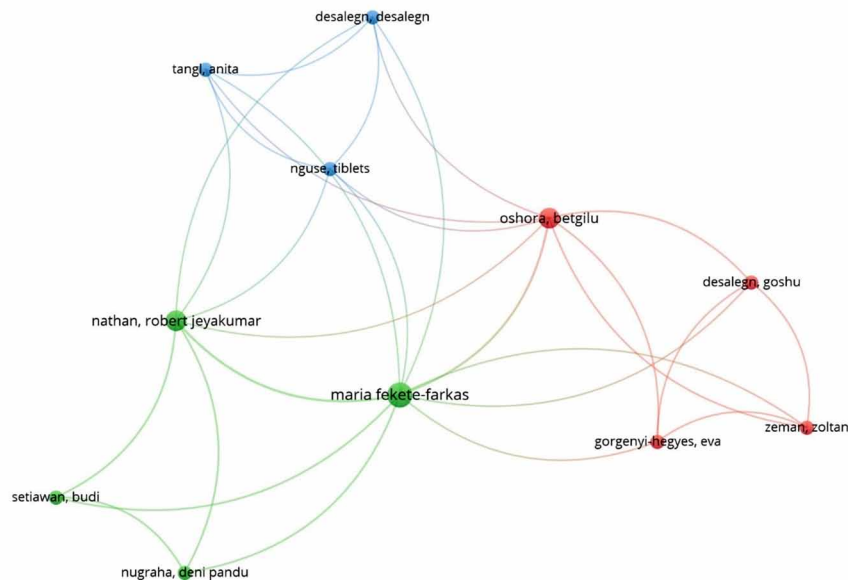 desalegn, desalegn
tangl, anita
nguse, tiblets
oshora, betgilu
desalegn, goshu
nathan, robert jeyakumar
maria fekete-farkas
zeman, zoltan
gorgenyi-hegyes, eva
setiawan, budi
nugraha, deni pandu